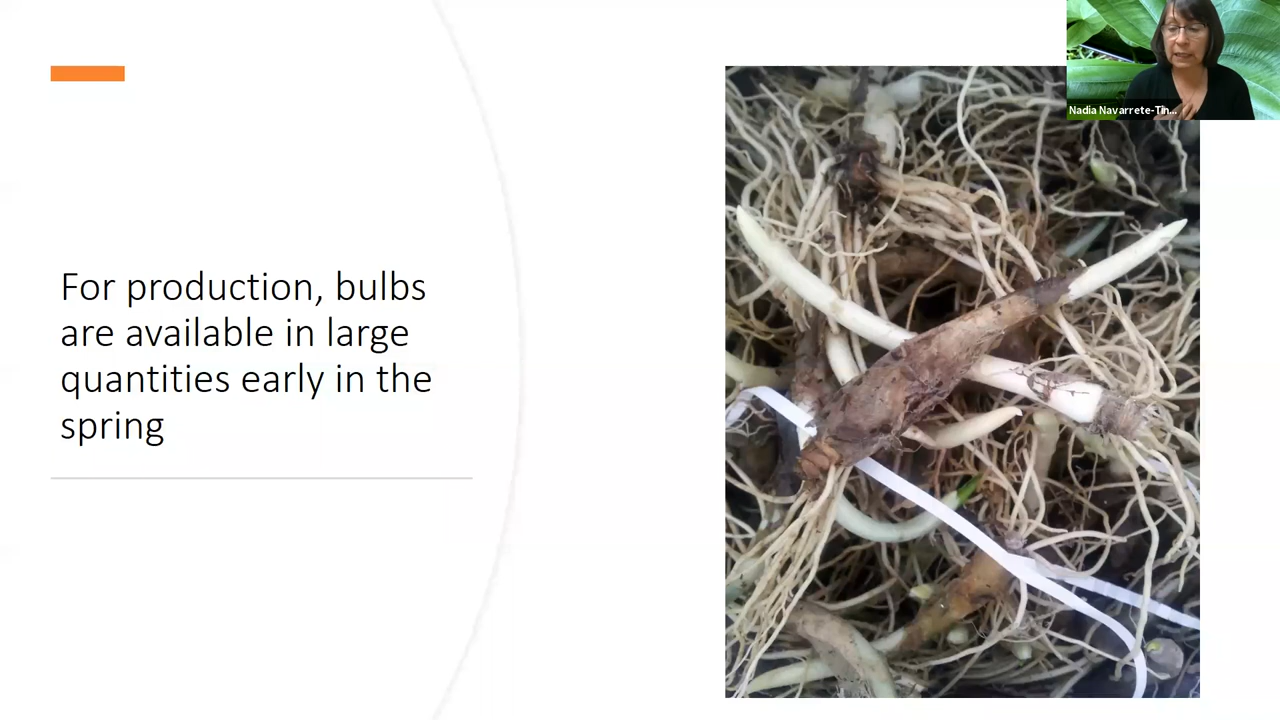 For production, bulbs
are available in large
quantities early in the
spring
Nadia Navarrete-Tin...